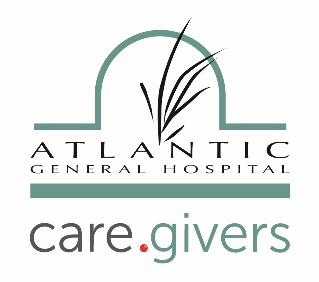 ATLANTIC
GENERAL HOSPITAL
care.givers